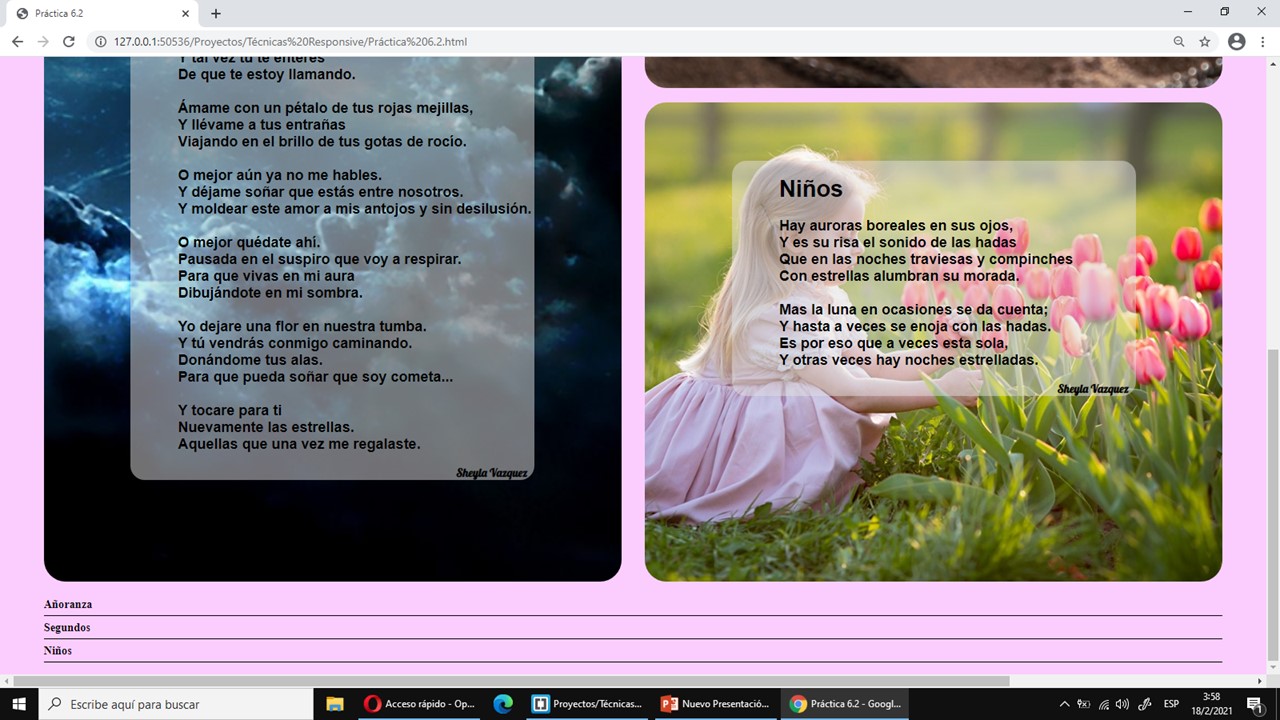 Práctica 6.2
127.0.0.1:50536/Proyectos/Técnicas%20Responsive/Práctica%206.2.html
Y tal vez tú te enteres
De que te estoy llamando.
Ámame con un pétalo de tus rojas mejillas,
Y llévame a tus entrañas
Viajando en el brillo de tus gotas de rocío.
O mejor aún ya no me hables.
Y déjame soñar que estás entre nosotros.
Y moldear este amor a mis antojos y sin desilusión.
O mejor quédate ahí.
Pausada en el suspiro que voy a respirar.
Para que vivas en mi aura
Dibujándote en mi sombra.
Yo dejare una flor en nuestra tumba.
Y tú vendrás conmigo caminando.
Donándome tus alas.
Para que pueda soñar que soy cometa...
Y tocare para ti
Nuevamente las estrellas.
Aquellas que una vez me regalaste.
Sheyla Vazquez
Niños
Hay auroras boreales en sus ojos,
Y es su risa el sonido de las hadas
Que en las noches traviesas y compinches
Con estrellas alumbran su morada.
Mas la luna en ocasiones se da cuenta;
Y hasta a veces se enoja con las hadas.
Es por eso que a veces esta sola,
Y otras veces hay noches estrelladas.
Sheyla Vazquez
Añoranza
Segundos
Niños
Escribe aquí para buscar
Acceso rápido - Op...
Proyectos/Técnicas...
Nuevo Presentació...
Práctica 6.2 - Googl...
ESP
3:58
18/2/2021
1